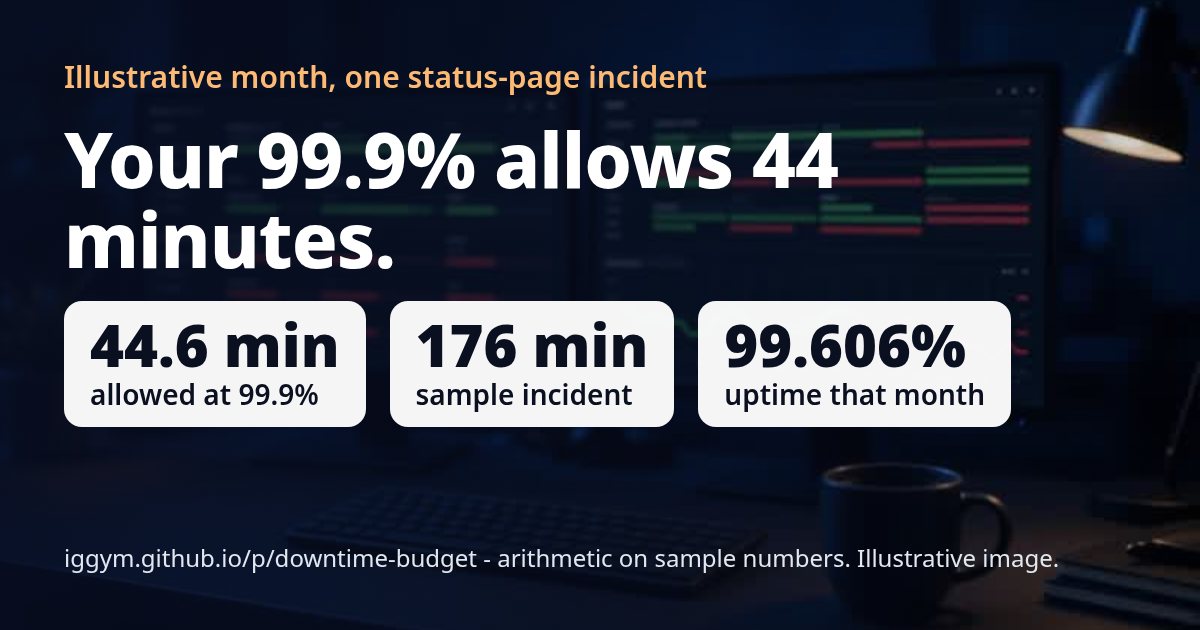 Illustrative month, one status-page incident
Your 99.9% allows 44
minutes.
44.6 min
allowed at 99.9%
176 min
sample incident
99.606%
uptime that month
iggym.github.io/p/downtime-budget - arithmetic on sample numbers. Illustrative image.